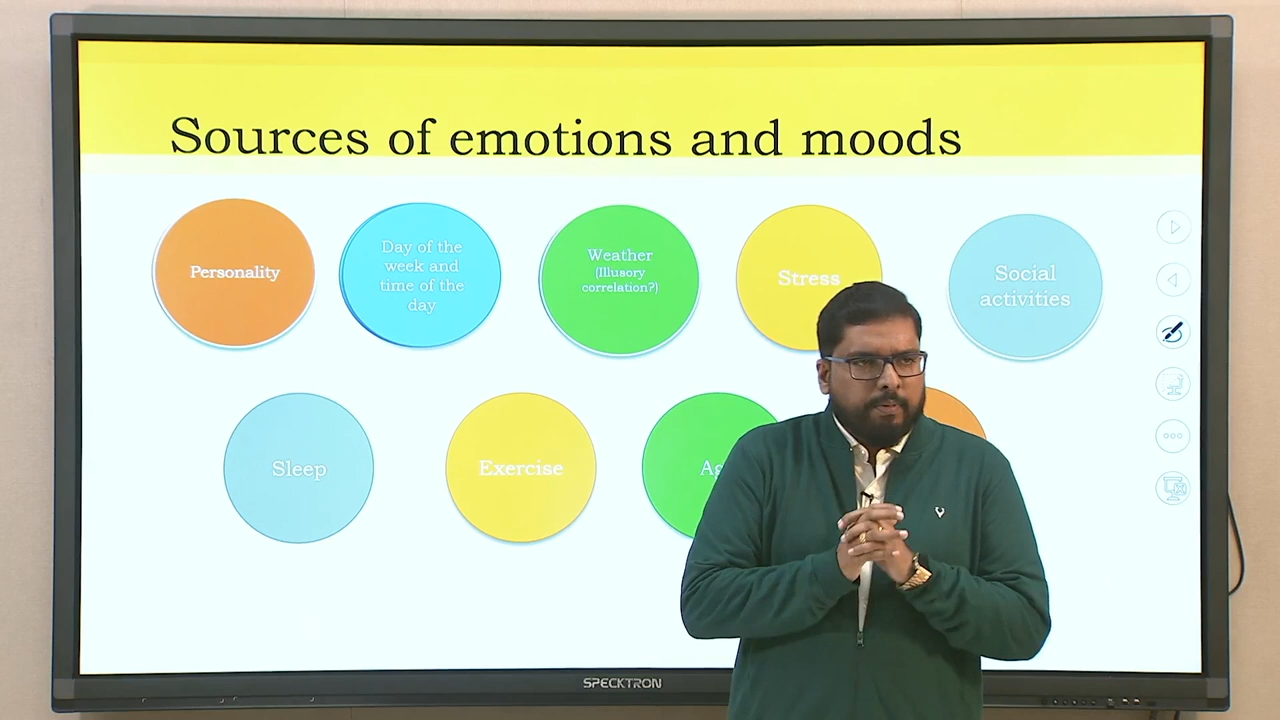 Sources of emotions and moods
Personality
Day of the
week and
time of the
day
Weather
(Illusory
correlation?)
Stress
Social
activities
Sleep
Exercise
SPECKTRON